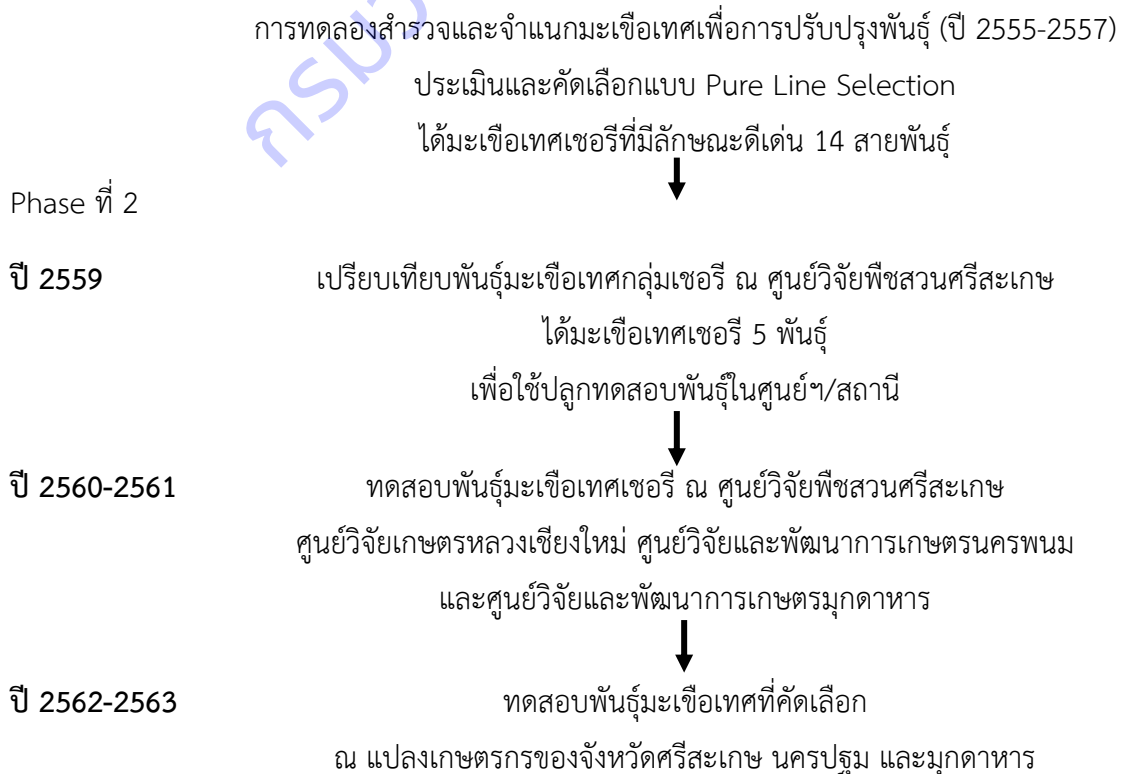 การทดลองสำรวจและจำแนกมะเขือเทศเพื่อการปรับปรุงพันธุ์ (ปี 2555-2557)
ประเมินและคัดเลือกแบบ Pure Line Selection
ได้มะเขือเทศเชอรีที่มีลักษณะดีเด่น 14 สายพันธุ์
Phase ที่ 2
ปี 2559 เปรียบเทียบพันธุ์มะเขือเทศกลุ่มเชอรี ณ ศูนย์วิจัยพืชสวนศรีสะเกษ
ได้มะเขือเทศเชอรี 5 พันธุ์
เพื่อใช้ปลูกทดสอบพันธุ์ในศูนย์ฯ/สถานี
ปี 2560-2561 ทดสอบพันธุ์มะเขือเทศเชอรี ณ ศูนย์วิจัยพืชสวนศรีสะเกษ
ศูนย์วิจัยเกษตรหลวงเชียงใหม่ ศูนย์วิจัยและพัฒนาการเกษตรนครพนม
และศูนย์วิจัยและพัฒนาการเกษตรมุกดาหาร
ปี 2562-2563 ทดสอบพันธุ์มะเขือเทศที่คัดเลือก
ณ แปลงเกษตรกรของจังหวัดศรีสะเกษ นครปฐม และมุกดาหาร